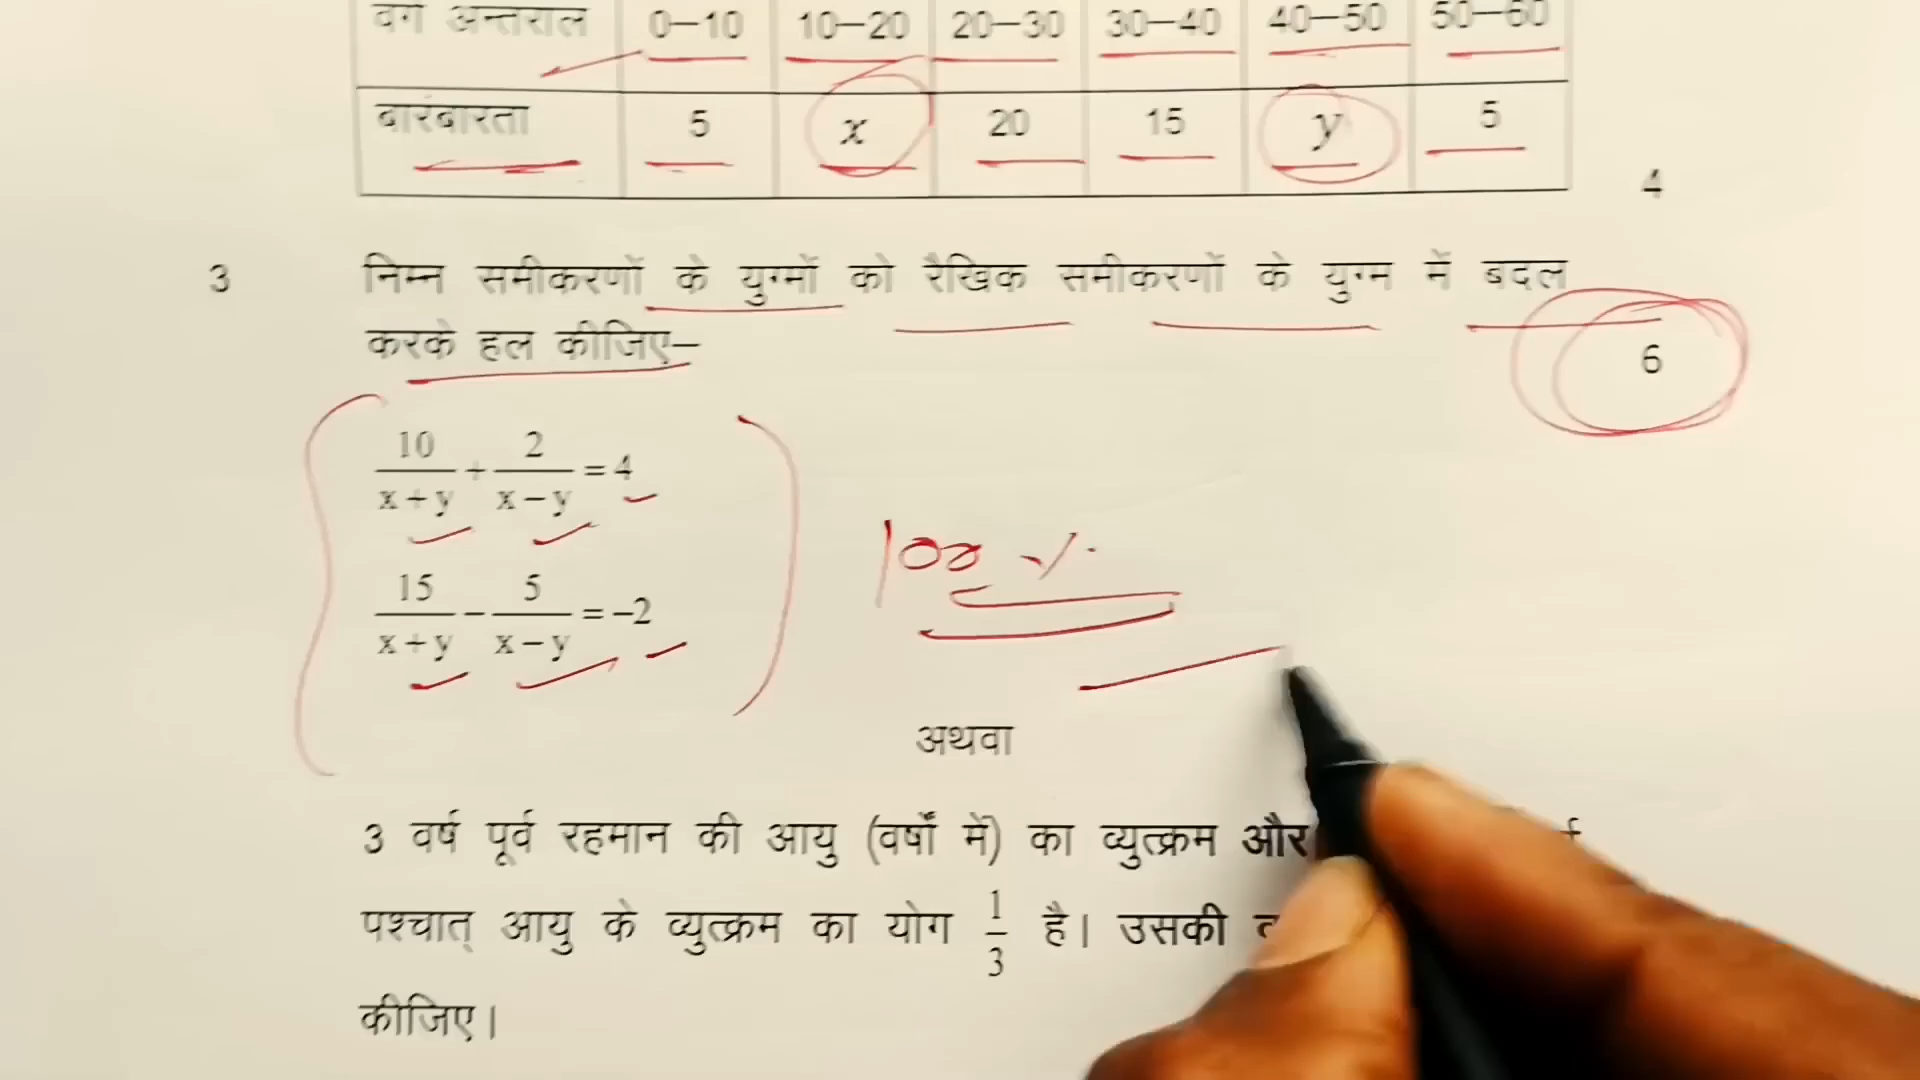 वर्ग अन्तराल 0–10 10–20 20–30 30–40 40–50 50–60
बारंबारता 5 x 20 15 y 5
4
3 निम्न समीकरणों के युग्मों को रैखिक समीकरणों के युग्म में बदल
करके हल कीजिए–
6
10/(x+y) + 2/(x−y) = 4
100 %
15/(x+y) − 5/(x−y) = −2
अथवा
3 वर्ष पूर्व रहमान की आयु (वर्षों में) का व्युत्क्रम और
पश्चात् आयु के व्युत्क्रम का योग 1/3 है। उसकी
कीजिए।